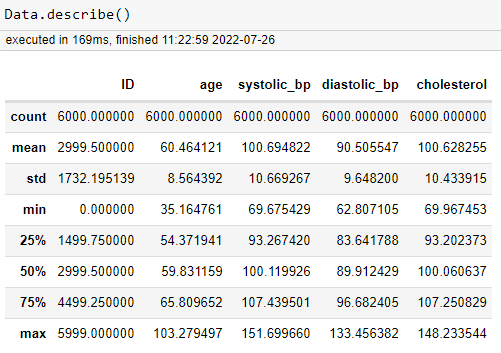 Data.describe()
executed in 169ms, finished 11:22:59 2022-07-26
ID age systolic_bp diastolic_bp cholesterol
count 6000.000000 6000.000000 6000.000000 6000.000000 6000.000000
mean 2999.500000 60.464121 100.694822 90.505547 100.628255
std 1732.195139 8.564392 10.669267 9.648200 10.433915
min 0.000000 35.164761 69.675429 62.807105 69.967453
25% 1499.750000 54.371941 93.267420 83.641788 93.202373
50% 2999.500000 59.831159 100.119926 89.912429 100.060637
75% 4499.250000 65.809652 107.439501 96.682405 107.250829
max 5999.000000 103.279497 151.699660 133.456382 148.233544